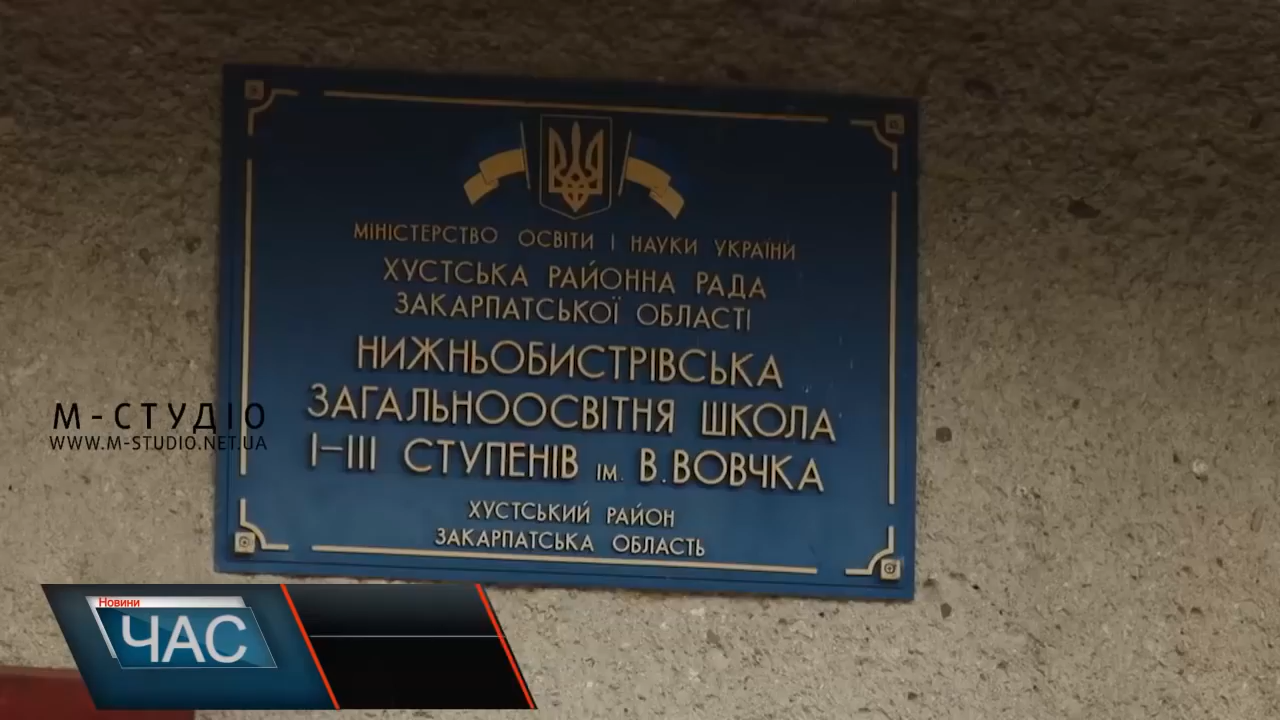 МІНІСТЕРСТВО ОСВІТИ І НАУКИ УКРАЇНИ
ХУСТСЬКА РАЙОННА РАДА
ЗАКАРПАТСЬКОЇ ОБЛАСТІ
НИЖНЬОБИСТРІВСЬКА
ЗАГАЛЬНООСВІТНЯ ШКОЛА
І-ІІІ СТУПЕНІВ ІМ. В.ВОВЧКА
ХУСТСЬКИЙ РАЙОН
ЗАКАРПАТСЬКА ОБЛАСТЬ
М-СТУДІО
WWW.M-STUDIO.NET.UA
Новини
ЧАС